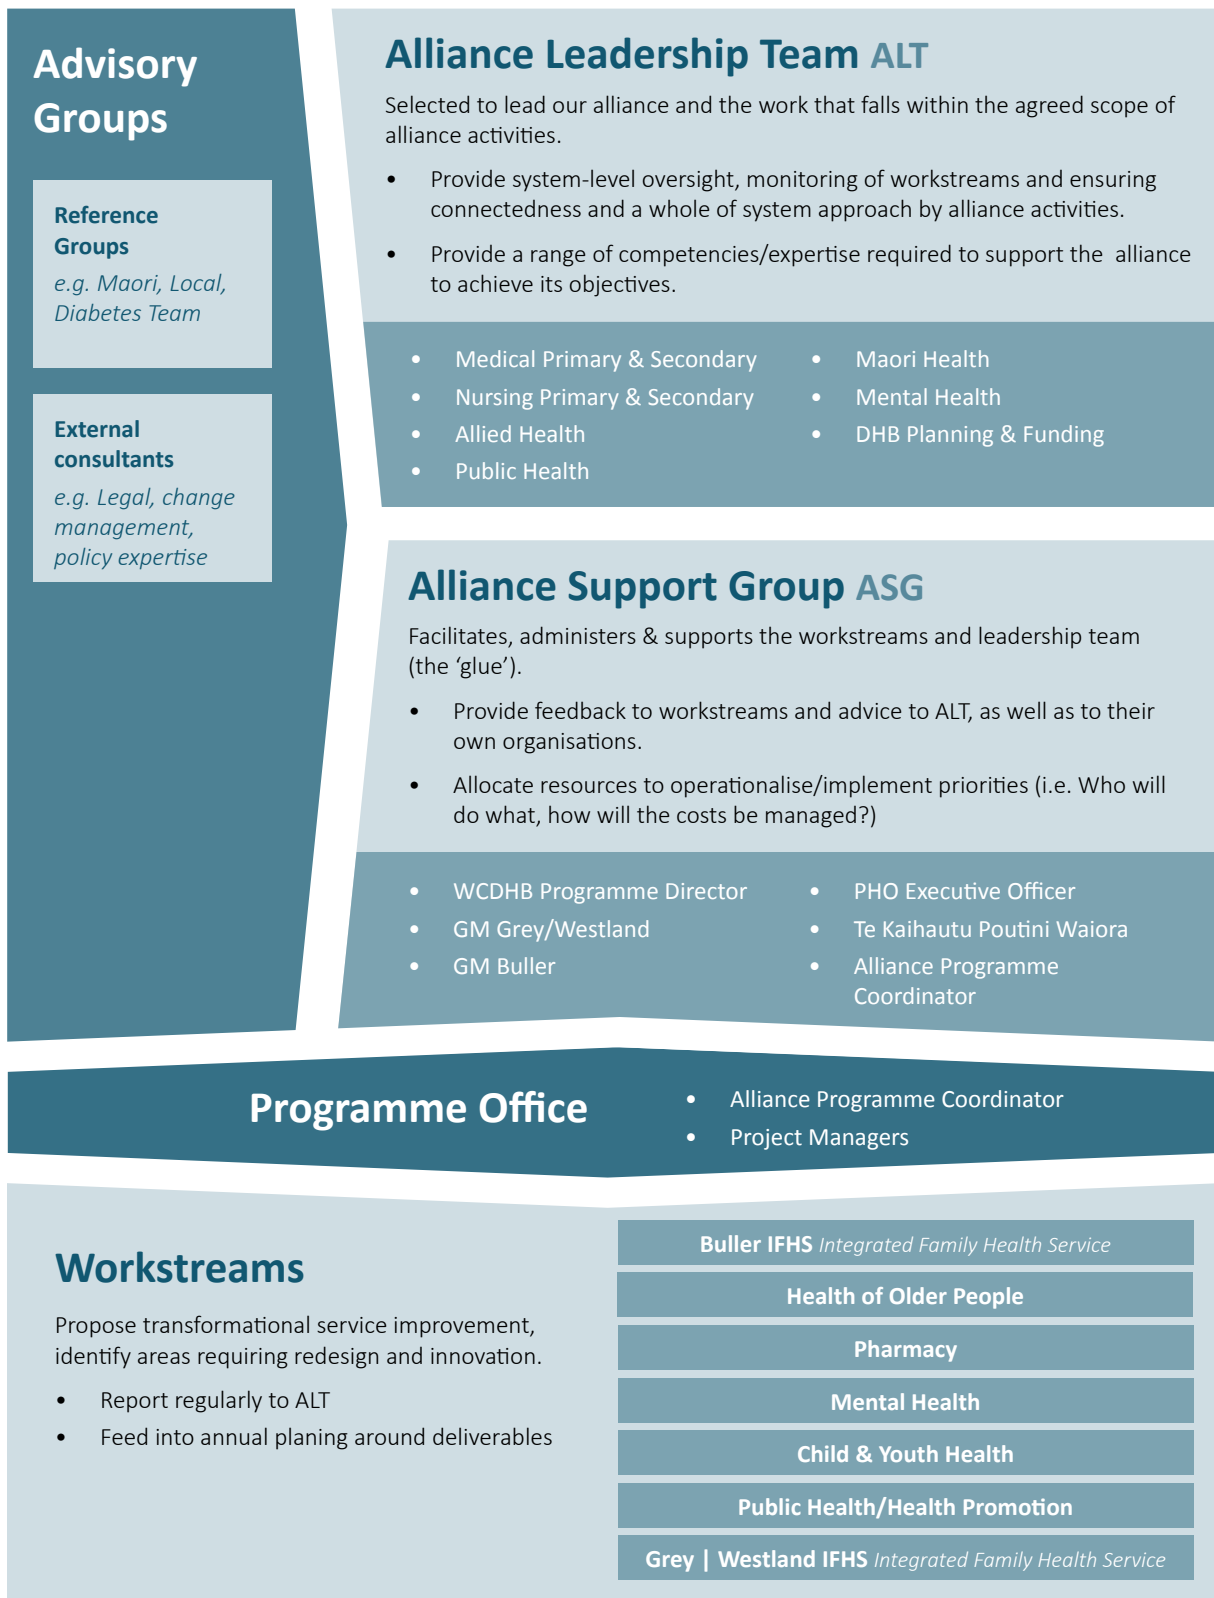 Advisory
Groups
Reference
Groups
e.g. Maori, Local,
Diabetes Team
External
consultants
e.g. Legal, change
management,
policy expertise
Alliance Leadership Team ALT
Selected to lead our alliance and the work that falls within the agreed scope of
alliance activities.
• Provide system-level oversight, monitoring of workstreams and ensuring
connectedness and a whole of system approach by alliance activities.
• Provide a range of competencies/expertise required to support the alliance
to achieve its objectives.
• Medical Primary & Secondary
• Nursing Primary & Secondary
• Allied Health
• Public Health
• Maori Health
• Mental Health
• DHB Planning & Funding
Alliance Support Group ASG
Facilitates, administers & supports the workstreams and leadership team
(the ‘glue’).
• Provide feedback to workstreams and advice to ALT, as well as to their
own organisations.
• Allocate resources to operationalise/implement priorities (i.e. Who will
do what, how will the costs be managed?)
• WCDHB Programme Director
• GM Grey/Westland
• GM Buller
• PHO Executive Officer
• Te Kaihautu Poutini Waiora
• Alliance Programme
Coordinator
Programme Office
• Alliance Programme Coordinator
• Project Managers
Workstreams
Propose transformational service improvement,
identify areas requiring redesign and innovation.
• Report regularly to ALT
• Feed into annual planing around deliverables
Buller IFHS Integrated Family Health Service
Health of Older People
Pharmacy
Mental Health
Child & Youth Health
Public Health/Health Promotion
Grey | Westland IFHS Integrated Family Health Service